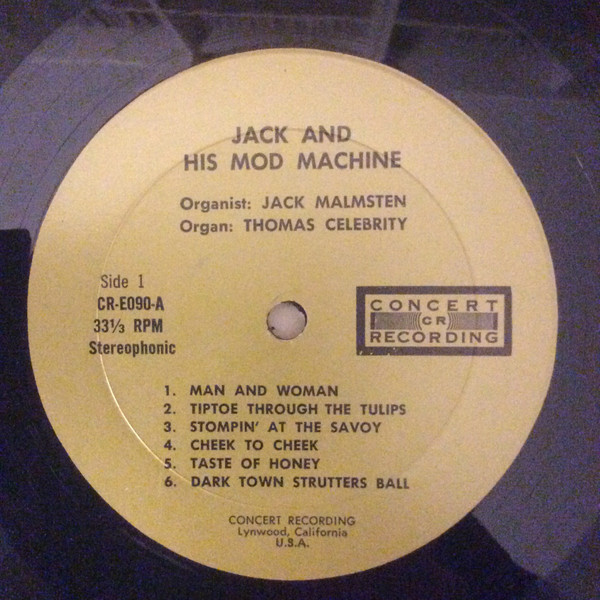 JACK AND
HIS MOD MACHINE
Organist: JACK MALMSTEN
Organ: THOMAS CELEBRITY
Side 1
CR-E090-A
33⅓ RPM
Stereophonic
CONCERT
CR
RECORDING
1. MAN AND WOMAN
2. TIPTOE THROUGH THE TULIPS
3. STOMPIN' AT THE SAVOY
4. CHEEK TO CHEEK
5. TASTE OF HONEY
6. DARK TOWN STRUTTERS BALL
CONCERT RECORDING
Lynwood, California
U.S.A.